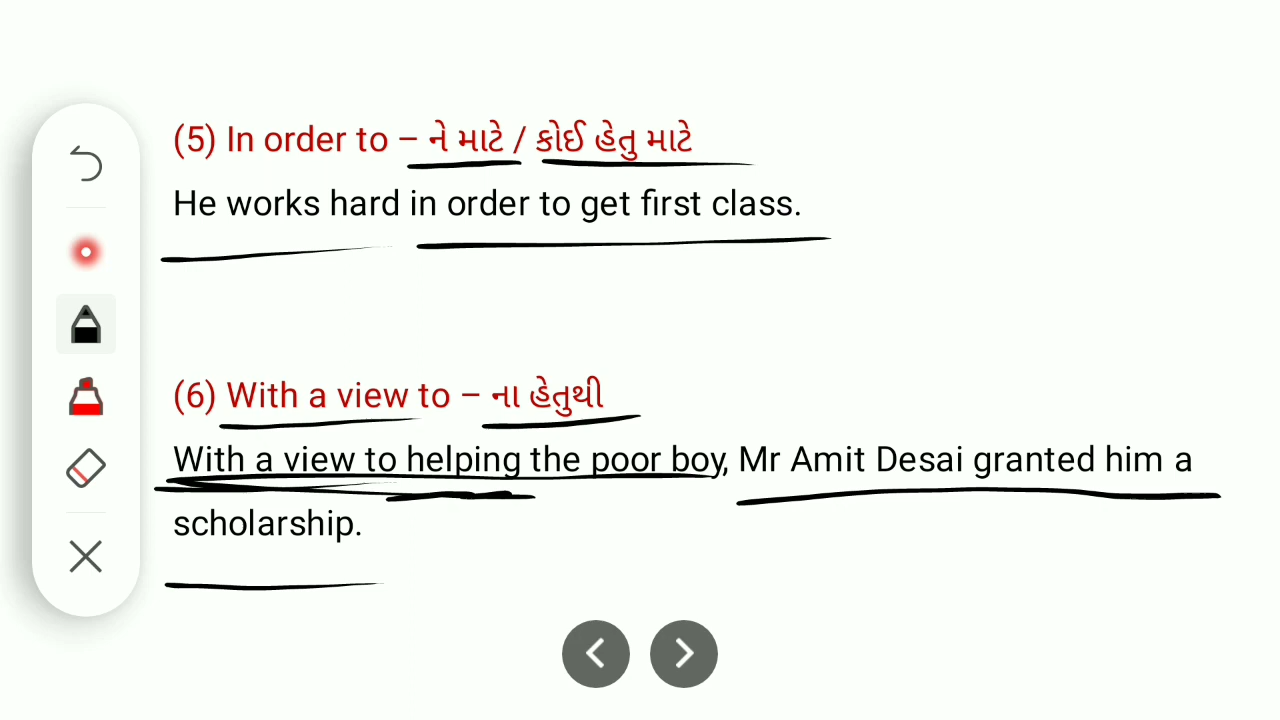 (5) In order to – ને માટે / કોઈ હેતુ માટે
He works hard in order to get first class.
(6) With a view to – ના હેતુથી
With a view to helping the poor boy, Mr Amit Desai granted him a
scholarship.